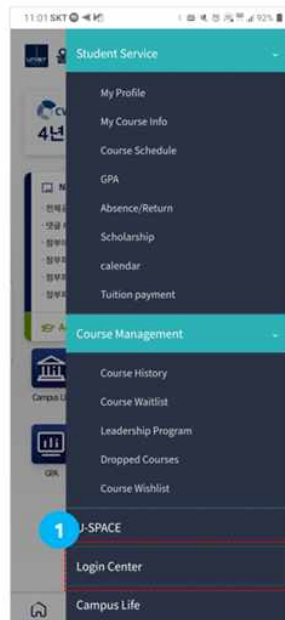 11:01 SKT
92%
Student Service
My Profile
My Course Info
Course Schedule
GPA
Absence/Return
Scholarship
calendar
Tuition payment
Course Management
Course History
Course Waitlist
Leadership Program
Dropped Courses
Course Wishlist
1
U-SPACE
Login Center
Campus Life
4년
Campus Li
GPA